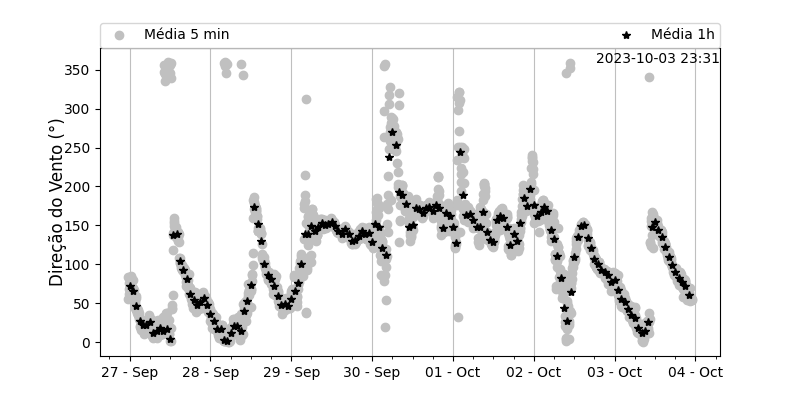 Média 5 min
Média 1h
2023-10-03 23:31
Direção do Vento (°)
350
300
250
200
150
100
50
0
27 - Sep
28 - Sep
29 - Sep
30 - Sep
01 - Oct
02 - Oct
03 - Oct
04 - Oct